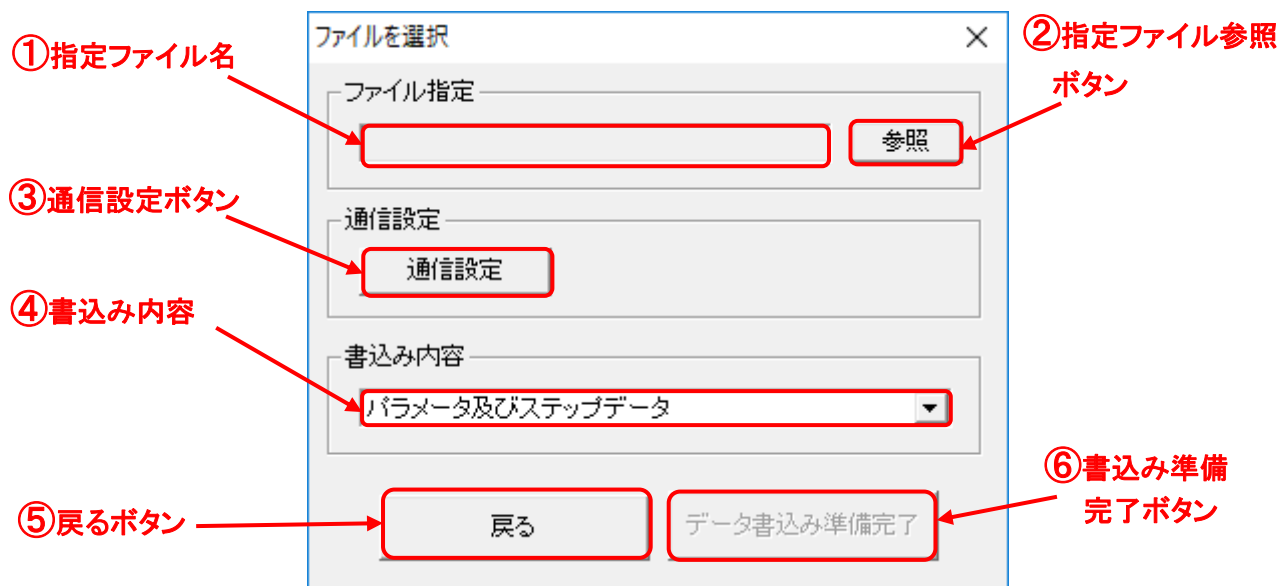 ファイルを選択
①指定ファイル名
②指定ファイル参照
ボタン
ファイル指定
参照
③通信設定ボタン
通信設定
通信設定
④書込み内容
書込み内容
パラメータ及びステップデータ
⑥書込み準備
完了ボタン
⑤戻るボタン
戻る
データ書込み準備完了